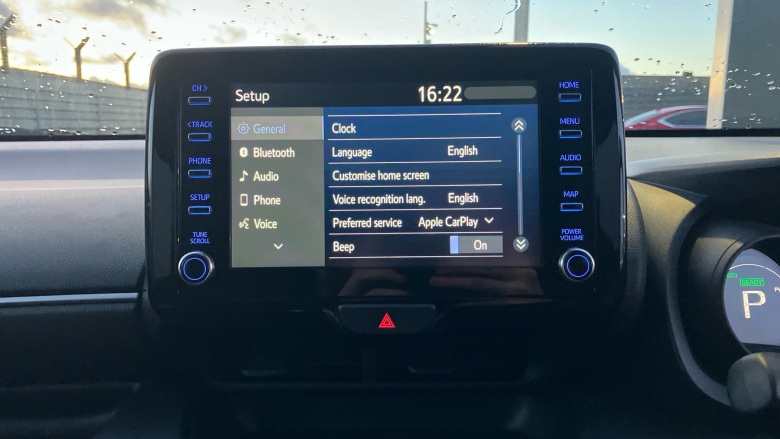 CH >
< TRACK
PHONE
SETUP
TUNE
SCROLL
Setup
16:22
General
Bluetooth
Audio
Phone
Voice
Clock
Language English
Customise home screen
Voice recognition lang. English
Preferred service Apple CarPlay
Beep On
HOME
MENU
AUDIO
MAP
POWER
VOLUME
READY
P